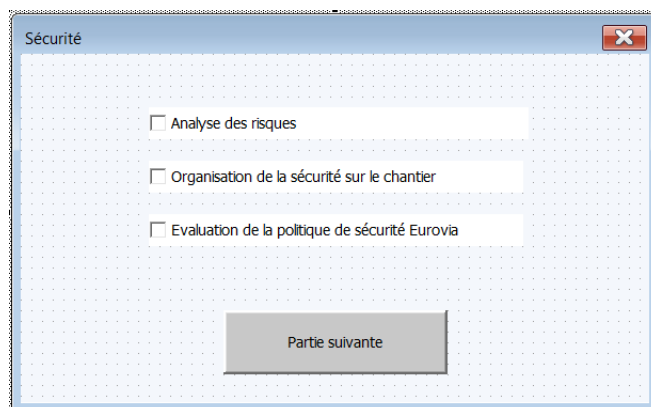 Sécurité
Analyse des risques
Organisation de la sécurité sur le chantier
Evaluation de la politique de sécurité Eurovia
Partie suivante